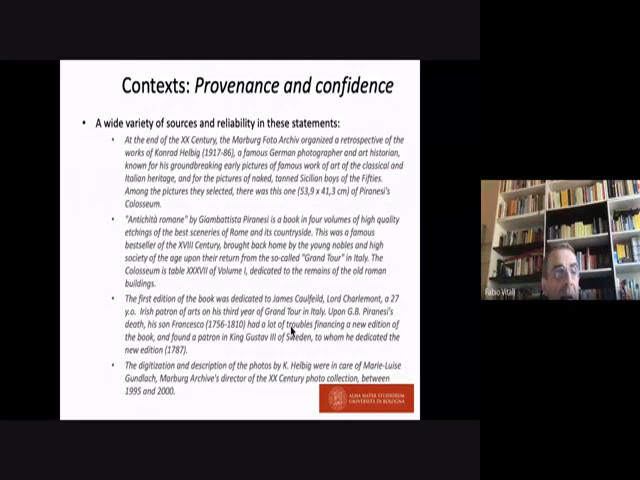 Contexts: Provenance and confidence
• A wide variety of sources and reliability in these statements:
• At the end of the XX Century, the Marburg Foto Archiv organized a retrospective of the
works of Konrad Helbig (1917-86), a famous German photographer and art historian,
known for his groundbreaking early pictures of famous work of art of the classical and
Italian heritage, and for the pictures of naked, tanned Sicilian boys of the Fifties.
Among the pictures they selected, there was this one (53,9 x 41,3 cm) of Piranesi's
Colosseum.
• "Antichità romane" by Giambattista Piranesi is a book in four volumes of high quality
etchings of the best sceneries of Rome and its countryside. This was a famous
bestseller of the XVIII Century, brought back home by the young nobles and high
society of the age upon their return from the so-called "Grand Tour" in Italy. The
Colosseum is table XXXVII of Volume I, dedicated to the remains of the old roman
buildings.
• The first edition of the book was dedicated to James Caulfeild, Lord Charlemont, a 27
y.o. Irish patron of arts on his third year of Grand Tour in Italy. Upon G.B. Piranesi's
death, his son Francesco (1756-1810) had a lot of troubles financing a new edition of
the book, and found a patron in King Gustav III of Sweden, to whom he dedicated the
new edition (1787).
• The digitization and description of the photos by K. Helbig were in care of Marie-Luise
Gundlach, Marburg Archive's director of the XX Century photo collection, between
1995 and 2000.
ALMA MATER STUDIORUM
UNIVERSITÀ DI BOLOGNA
Fabio Vitali